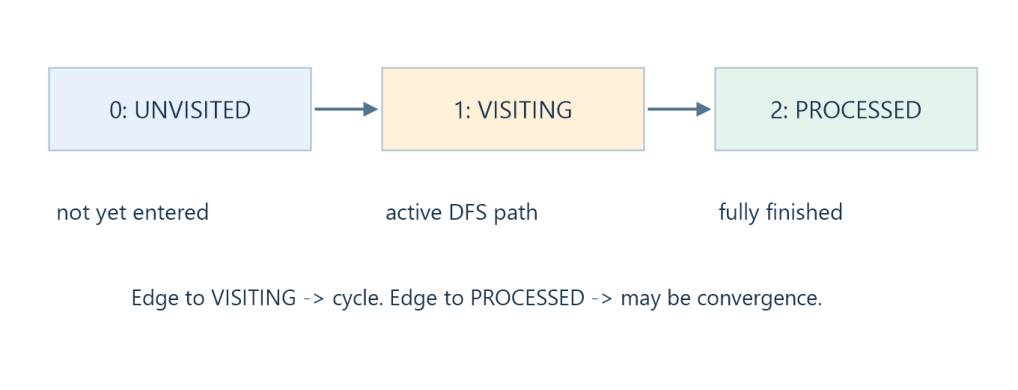 0: UNVISITED
1: VISITING
2: PROCESSED
not yet entered
active DFS path
fully finished
Edge to VISITING -> cycle. Edge to PROCESSED -> may be convergence.